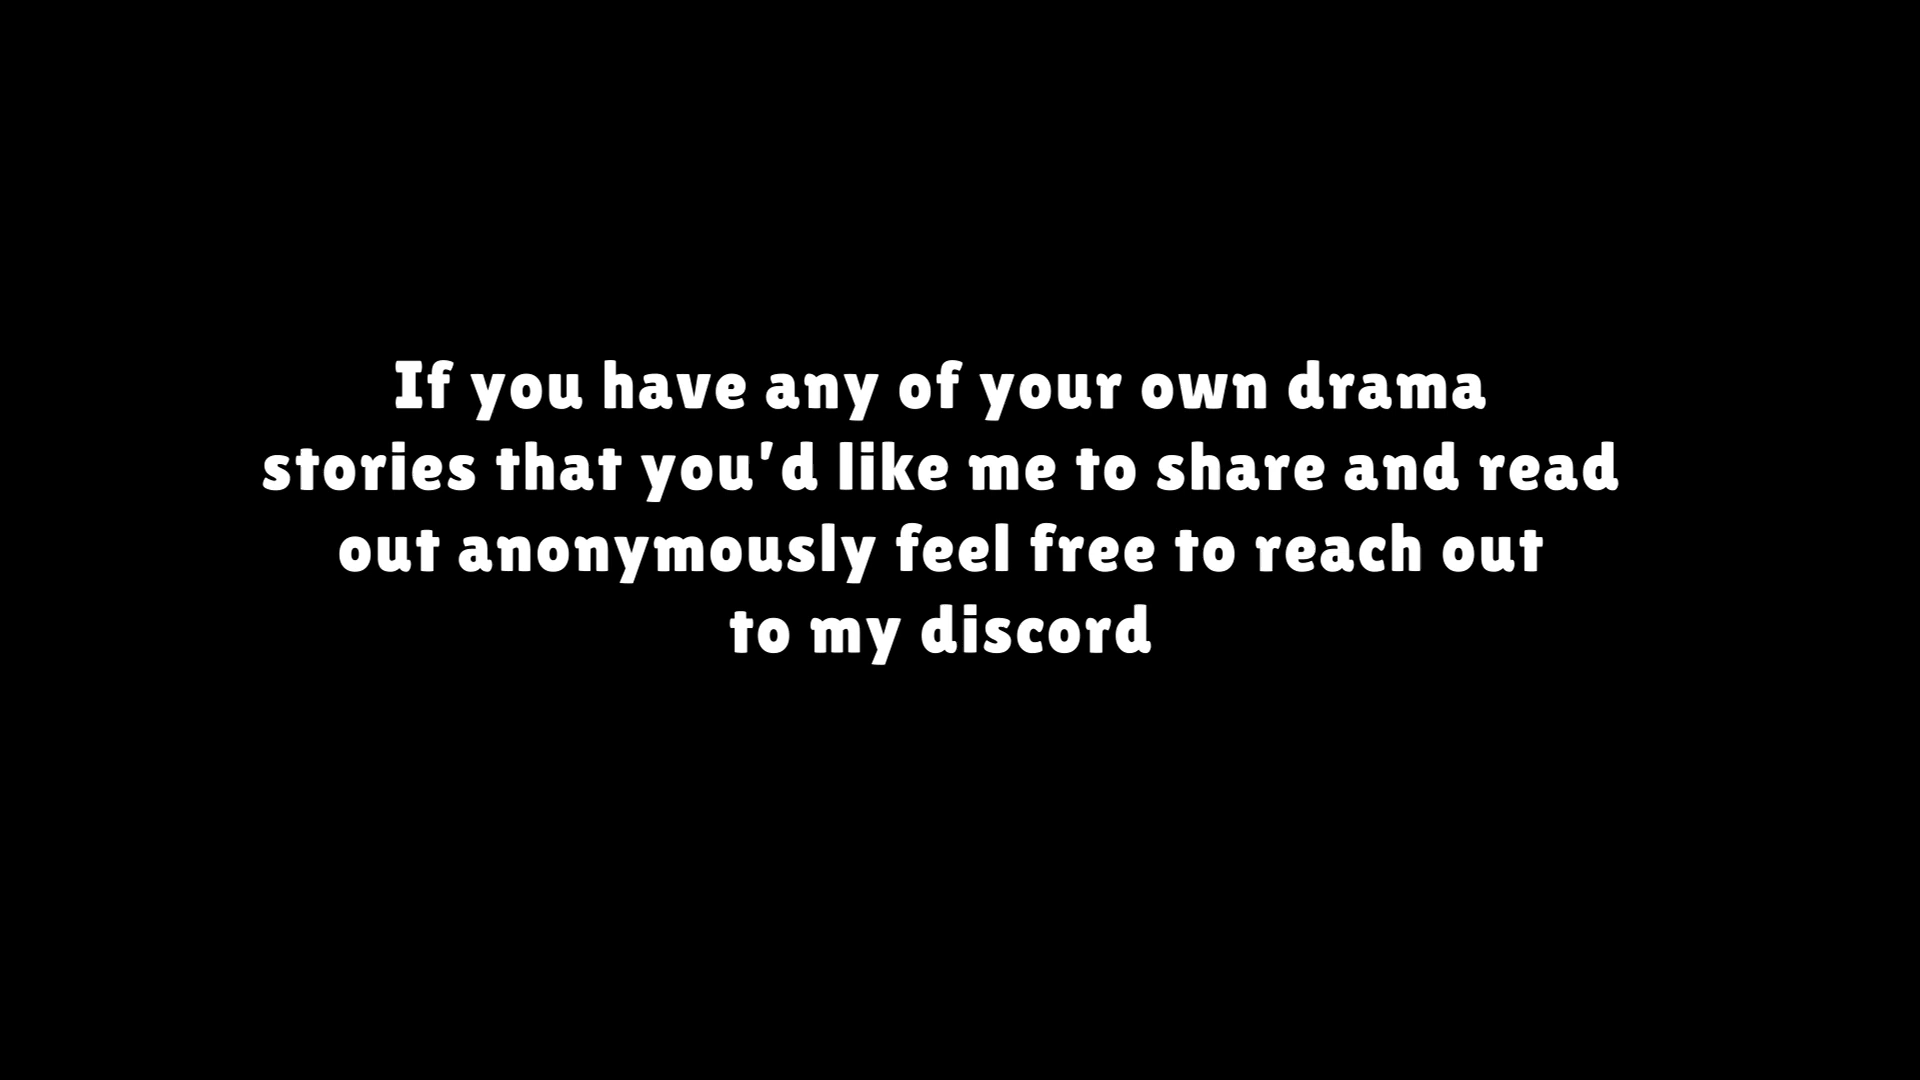 If you have any of your own drama
stories that you'd like me to share and read
out anonymously feel free to reach out
to my discord